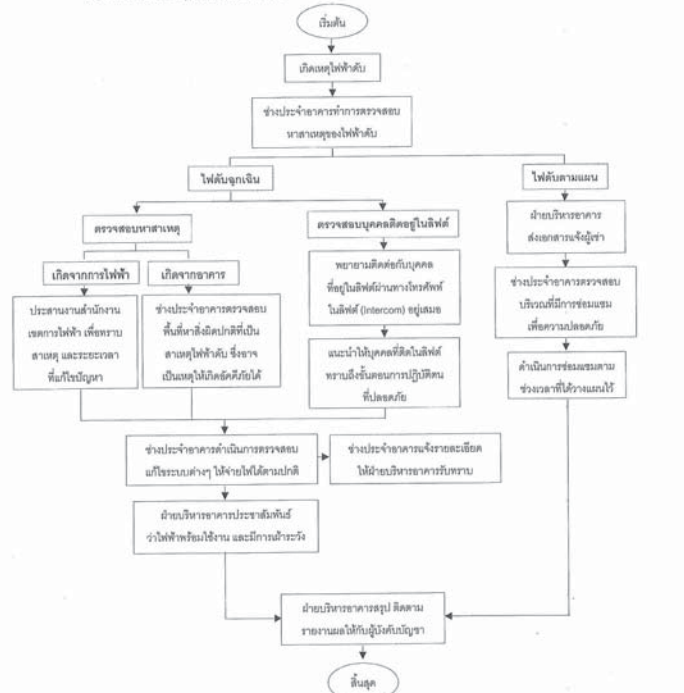 เริ่มต้น
เกิดเหตุไฟฟ้าดับ
ช่างประจำอาคารทำการตรวจสอบ
หาสาเหตุของไฟฟ้าดับ
ไฟดับฉุกเฉิน
ไฟดับตามแผน
ตรวจสอบหาสาเหตุ
ตรวจสอบบุคคลติดอยู่ในลิฟต์
ฝ่ายบริหารอาคาร
ส่งเอกสารแจ้งผู้เช่า
เกิดจากการไฟฟ้า
เกิดจากอาคาร
พยายามติดต่อกับบุคคล
ที่อยู่ในลิฟต์ผ่านทางโทรศัพท์
ในลิฟต์ (Intercom) อยู่เสมอ
ช่างประจำอาคารตรวจสอบ
บริเวณที่มีการซ่อมแซม
เพื่อความปลอดภัย
ประสานงานสำนักงาน
เขตการไฟฟ้า เพื่อทราบ
สาเหตุ และระยะเวลา
ที่แก้ไขปัญหา
ช่างประจำอาคารตรวจสอบ
พื้นที่หาสิ่งผิดปกติที่เป็น
สาเหตุไฟฟ้าดับ ซึ่งอาจ
เป็นเหตุให้เกิดอัคคีภัยได้
แนะนำให้บุคคลที่ติดในลิฟต์
ทราบถึงขั้นตอนการปฏิบัติตน
ที่ปลอดภัย
ดำเนินการซ่อมแซมตาม
ช่วงเวลาที่ได้วางแผนไว้
ช่างประจำอาคารดำเนินการตรวจสอบ
แก้ไขระบบต่างๆ ให้จ่ายไฟได้ตามปกติ
ช่างประจำอาคารแจ้งรายละเอียด
ให้ฝ่ายบริหารอาคารรับทราบ
ฝ่ายบริหารอาคารประชาสัมพันธ์
ว่าไฟฟ้าพร้อมใช้งาน และมีการเฝ้าระวัง
ฝ่ายบริหารอาคารสรุป ติดตาม
รายงานผลให้กับผู้บังคับบัญชา
สิ้นสุด